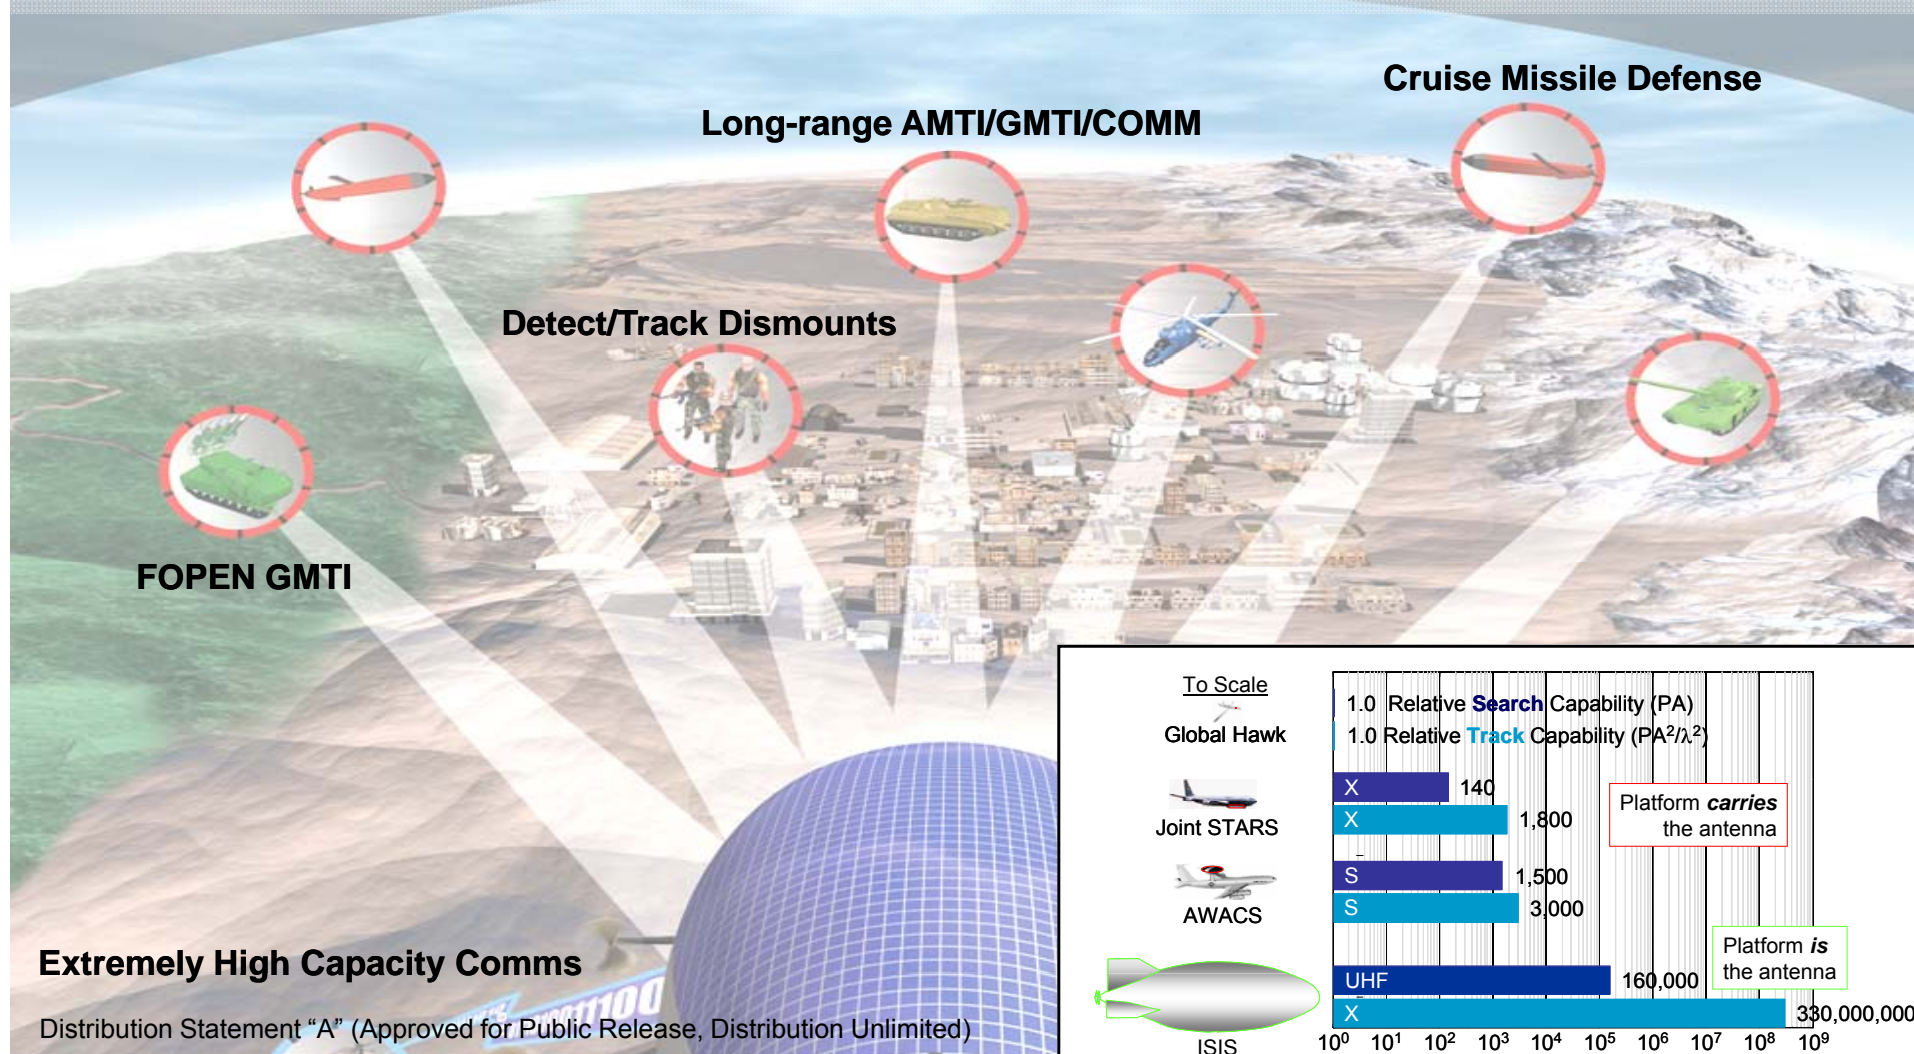 Cruise Missile Defense
Long-range AMTI/GMTI/COMM
Detect/Track Dismounts
FOPEN GMTI
Extremely High Capacity Comms
Distribution Statement “A” (Approved for Public Release, Distribution Unlimited)
To Scale
Global Hawk
1.0 Relative Search Capability (PA)
1.0 Relative Track Capability (PA²/λ²)
Joint STARS
X 140
X 1,800
Platform carries
the antenna
AWACS
S 1,500
S 3,000
Platform is
the antenna
ISIS
UHF 160,000
X 330,000,000
10⁰ 10¹ 10² 10³ 10⁴ 10⁵ 10⁶ 10⁷ 10⁸ 10⁹